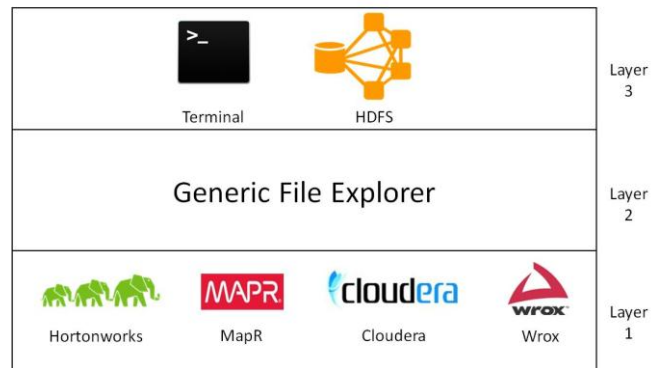 >_
Terminal
HDFS
Layer
3
Generic File Explorer
Layer
2
MAPR
cloudera
WROX
Hortonworks
MapR
Cloudera
Wrox
Layer
1